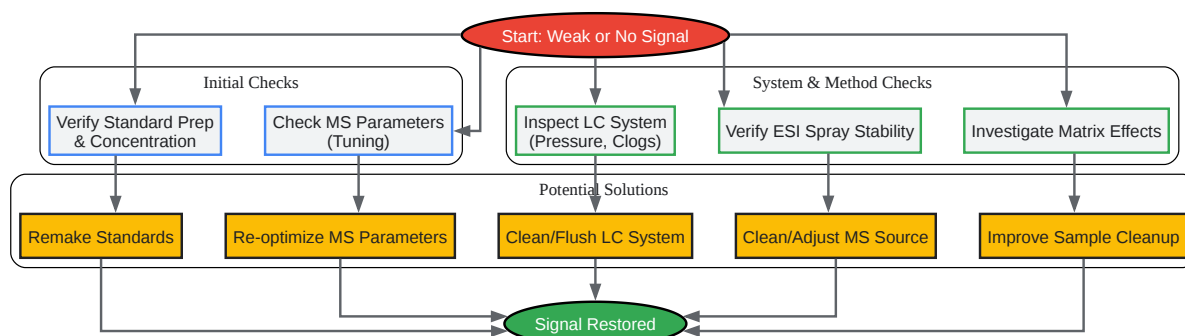 Start: Weak or No Signal
Initial Checks
System & Method Checks
Verify Standard Prep
& Concentration
Check MS Parameters
(Tuning)
Inspect LC System
(Pressure, Clogs)
Verify ESI Spray Stability
Investigate Matrix Effects
Potential Solutions
Remake Standards
Re-optimize MS Parameters
Clean/Flush LC System
Clean/Adjust MS Source
Improve Sample Cleanup
Signal Restored